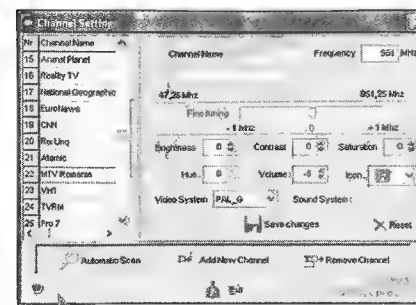 Channel Settings
Nr Channel Name
15 Animal Planet
16 Reality TV
17 National Geographic
18 EuroNews
19 CNN
20
21 Atomic
22 MTV Romania
23 VH1
24 TVRM
25 Pro 7
Channel Name Frequency 551 MHz
47,25 Mhz 851,25 Mhz
Fine tuning
- 1 Mhz 0 + 1 Mhz
Brightness 0 Contrast 0 Saturation 0
Hue: 0 Volume: Icon:
Video System PAL_G Sound System:
Save changes Reset
Automatic Scan Add New Channel Remove Channel
Exit